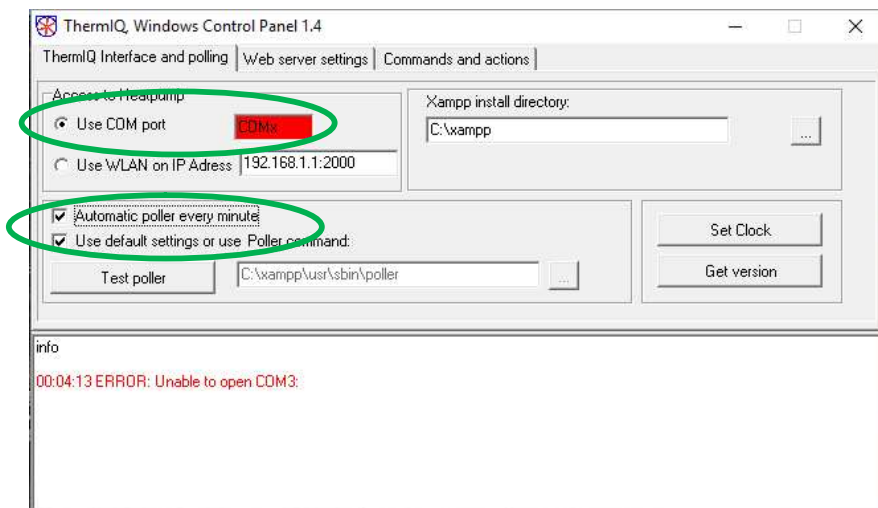 ThermIQ, Windows Control Panel 1.4
ThermIQ Interface and polling
Web server settings
Commands and actions
Access to Heatpump
Use COM port
COMx
Use WLAN on IP Adress
192.168.1.1:2000
Xampp install directory:
C:\xampp
...
Automatic poller every minute
Use default settings or use Poller command:
Test poller
C:\xampp\usr\sbin\poller
...
Set Clock
Get version
info
00:04:13 ERROR: Unable to open COM3: